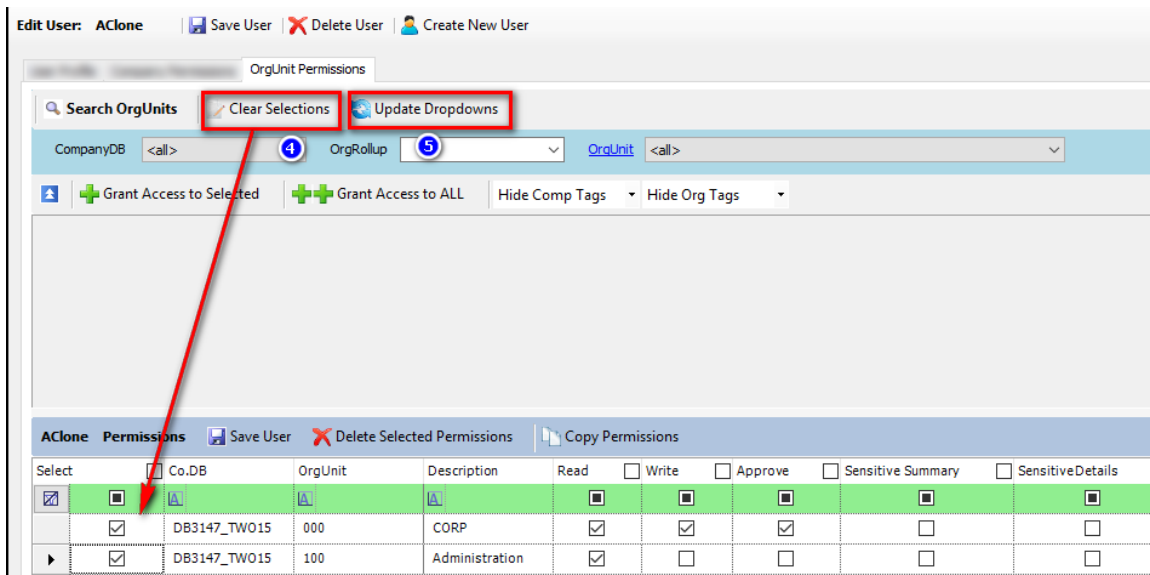 Edit User: AClone Save User Delete User Create New User
OrgUnit Permissions
Search OrgUnits Clear Selections Update Dropdowns
CompanyDB <all> 4 OrgRollup 5 OrgUnit <all>
Grant Access to Selected Grant Access to ALL Hide Comp Tags Hide Org Tags
AClone Permissions Save User Delete Selected Permissions Copy Permissions
Select Co.DB OrgUnit Description Read Write Approve Sensitive Summary SensitiveDetails
A A A
DB3147_TWO15 000 CORP
DB3147_TWO15 100 Administration